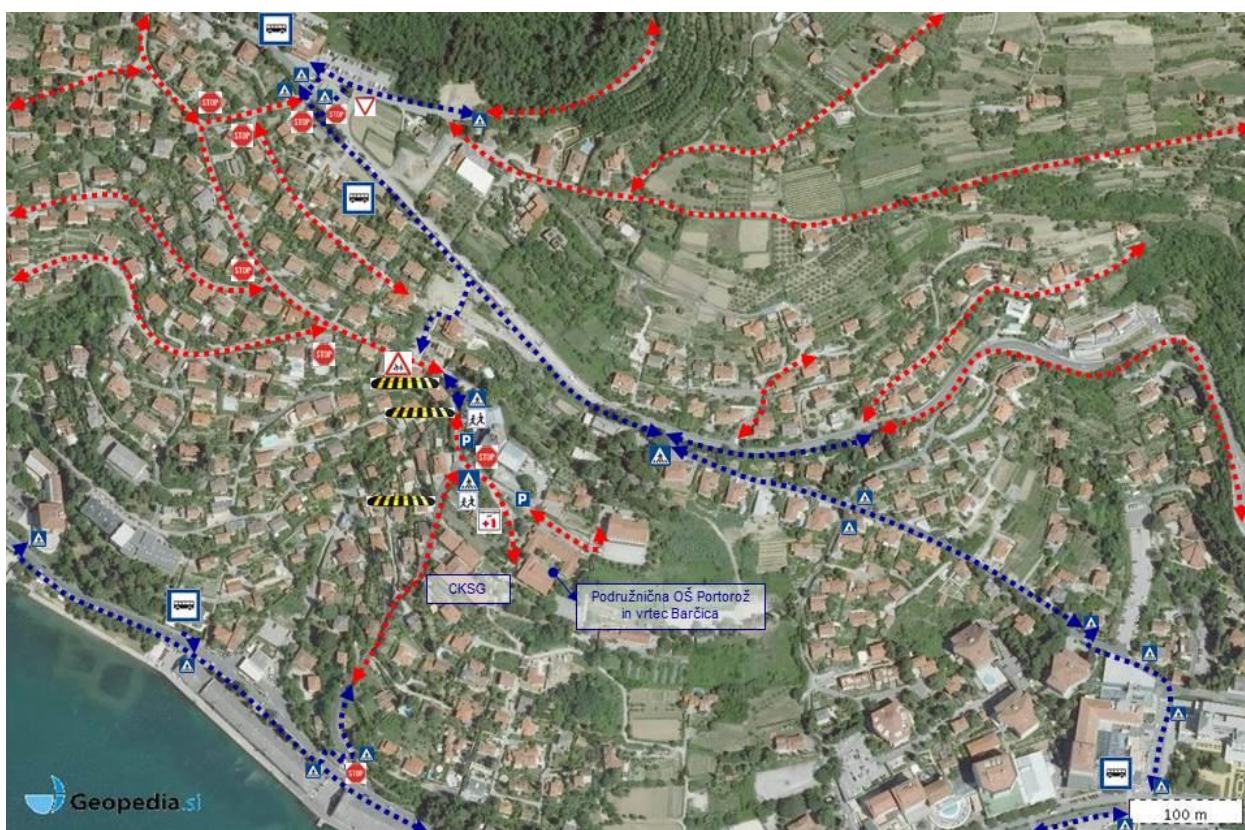 STOP
STOP
STOP
STOP
STOP
STOP
P
STOP
P
CKSG
Podružnična OŠ Portorož
in vrtec Barčica
STOP
Geopedia.si
100 m